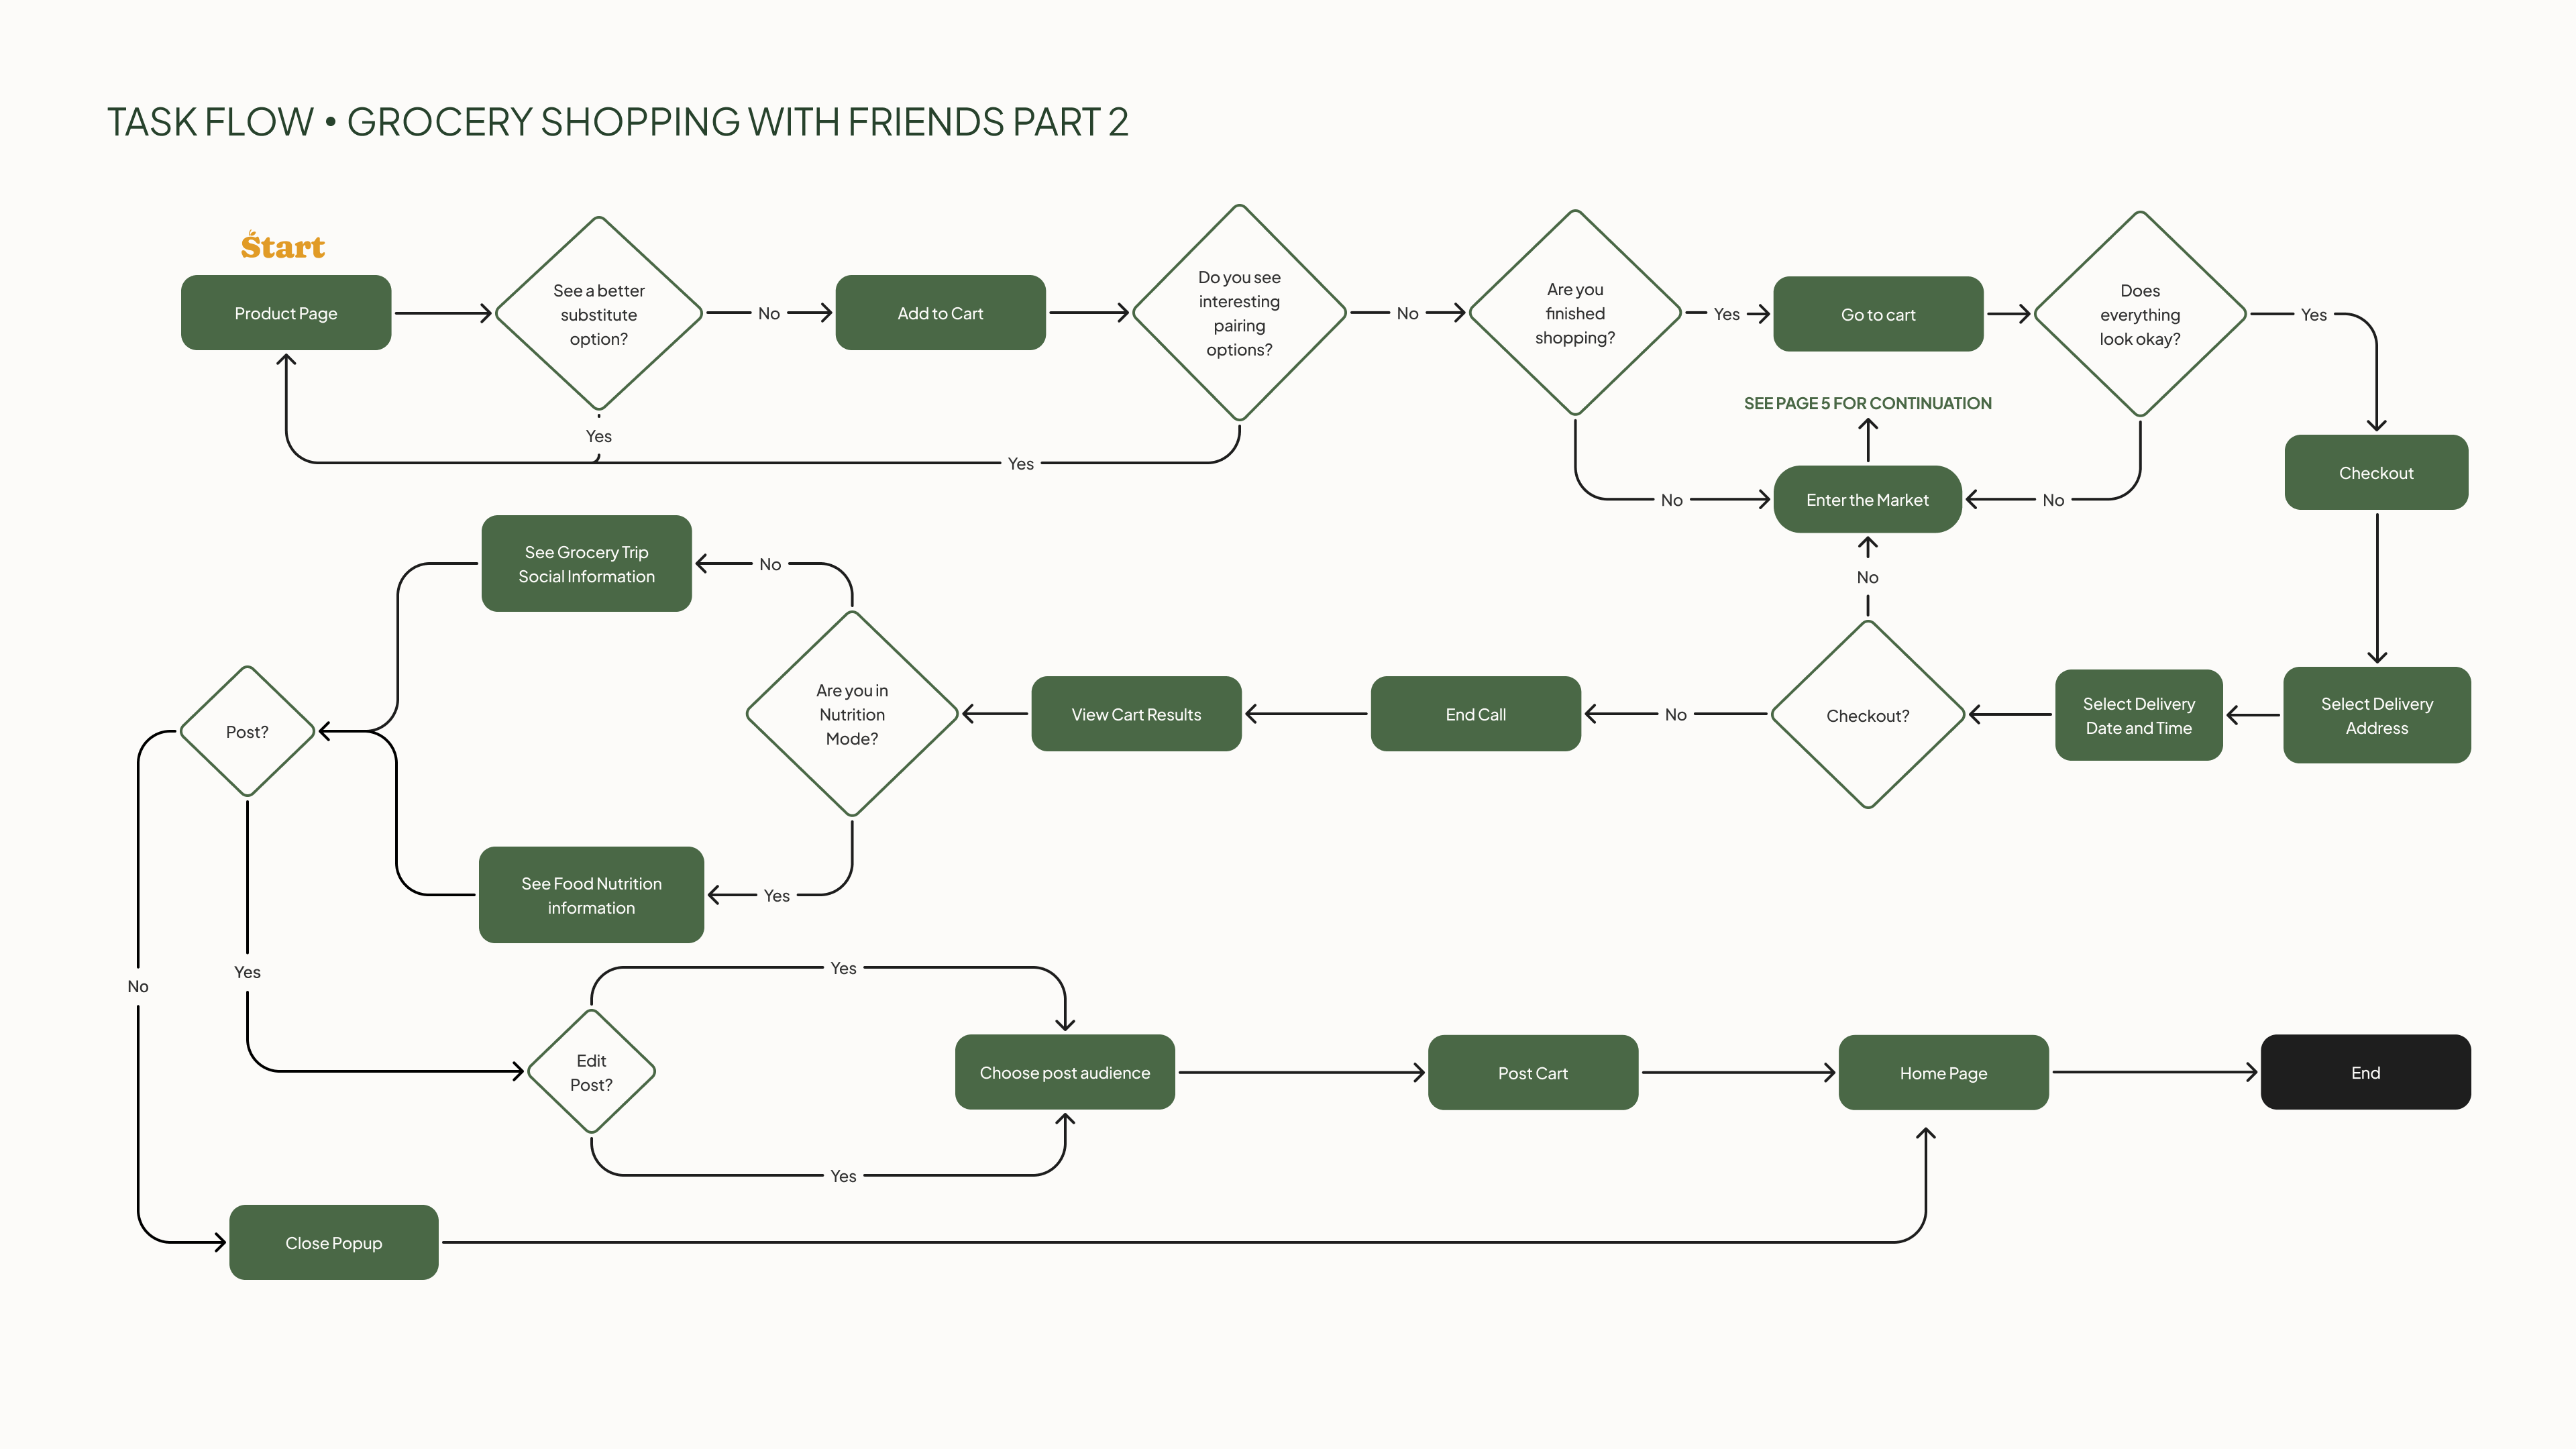 TASK FLOW • GROCERY SHOPPING WITH FRIENDS PART 2
Start
Product Page
See a better
substitute
option?
No
Add to Cart
Do you see
interesting
pairing
options?
No
Are you
finished
shopping?
Yes
Go to cart
Does
everything
look okay?
Yes
Yes
Yes
SEE PAGE 5 FOR CONTINUATION
No
Enter the Market
No
Checkout
No
See Grocery Trip
Social Information
No
Post?
Are you in
Nutrition
Mode?
View Cart Results
End Call
No
Checkout?
Select Delivery
Date and Time
Select Delivery
Address
See Food Nutrition
information
Yes
No
Yes
Yes
Edit
Post?
Choose post audience
Post Cart
Home Page
End
Yes
Close Popup